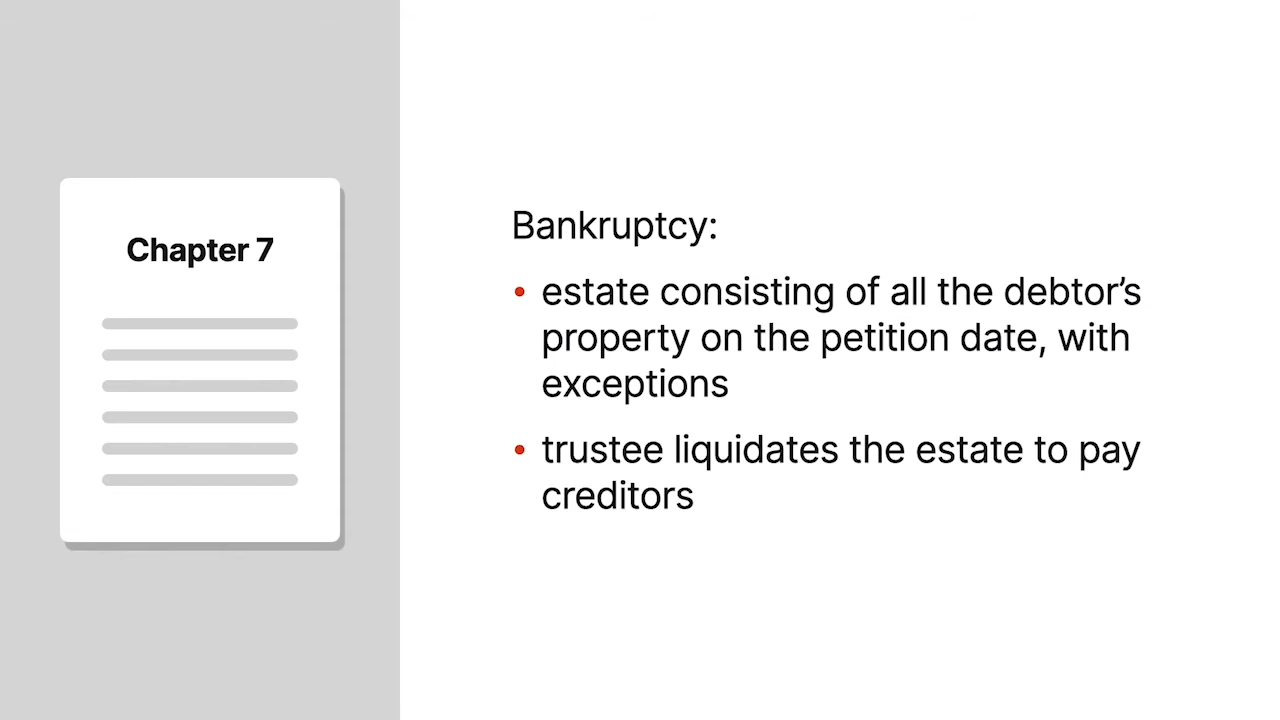 Chapter 7
Bankruptcy:
• estate consisting of all the debtor’s
property on the petition date, with
exceptions
• trustee liquidates the estate to pay
creditors